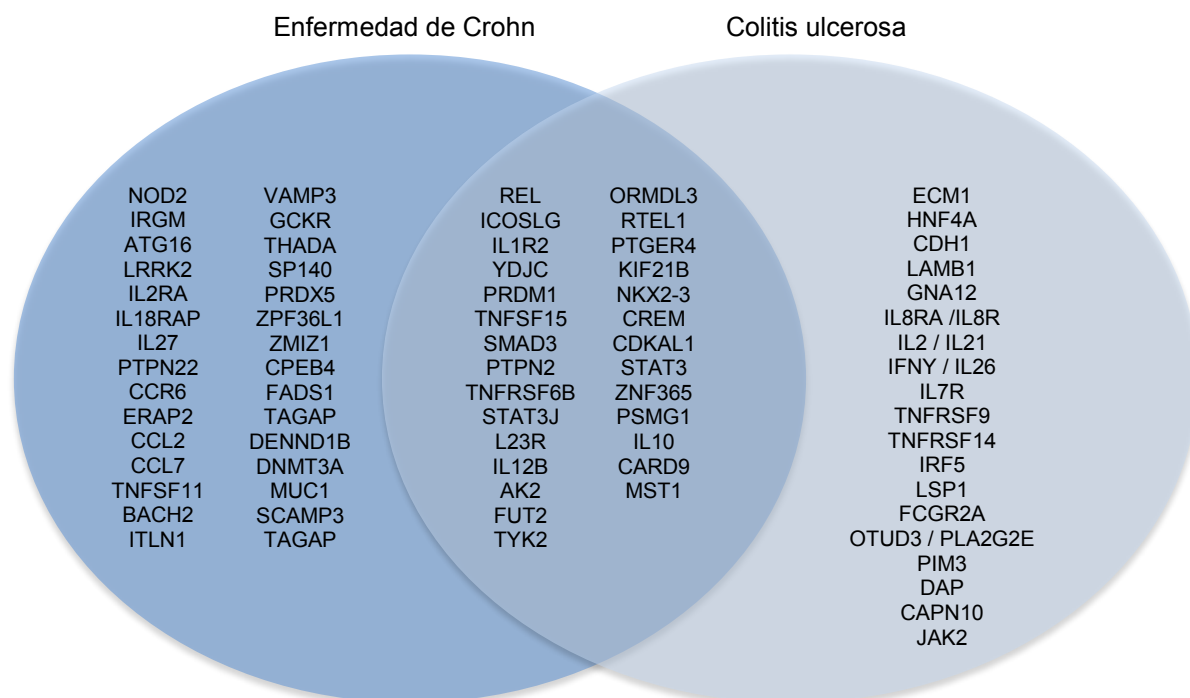 Enfermedad de Crohn
Colitis ulcerosa
NOD2
IRGM
ATG16
LRRK2
IL2RA
IL18RAP
IL27
PTPN22
CCR6
ERAP2
CCL2
CCL7
TNFSF11
BACH2
ITLN1
VAMP3
GCKR
THADA
SP140
PRDX5
ZPF36L1
ZMIZ1
CPEB4
FADS1
TAGAP
DENND1B
DNMT3A
MUC1
SCAMP3
TAGAP
REL
ICOSLG
IL1R2
YDJC
PRDM1
TNFSF15
SMAD3
PTPN2
TNFRSF6B
STAT3J
L23R
IL12B
AK2
FUT2
TYK2
ORMDL3
RTEL1
PTGER4
KIF21B
NKX2-3
CREM
CDKAL1
STAT3
ZNF365
PSMG1
IL10
CARD9
MST1
ECM1
HNF4A
CDH1
LAMB1
GNA12
IL8RA /IL8R
IL2 / IL21
IFNY / IL26
IL7R
TNFRSF9
TNFRSF14
IRF5
LSP1
FCGR2A
OTUD3 / PLA2G2E
PIM3
DAP
CAPN10
JAK2